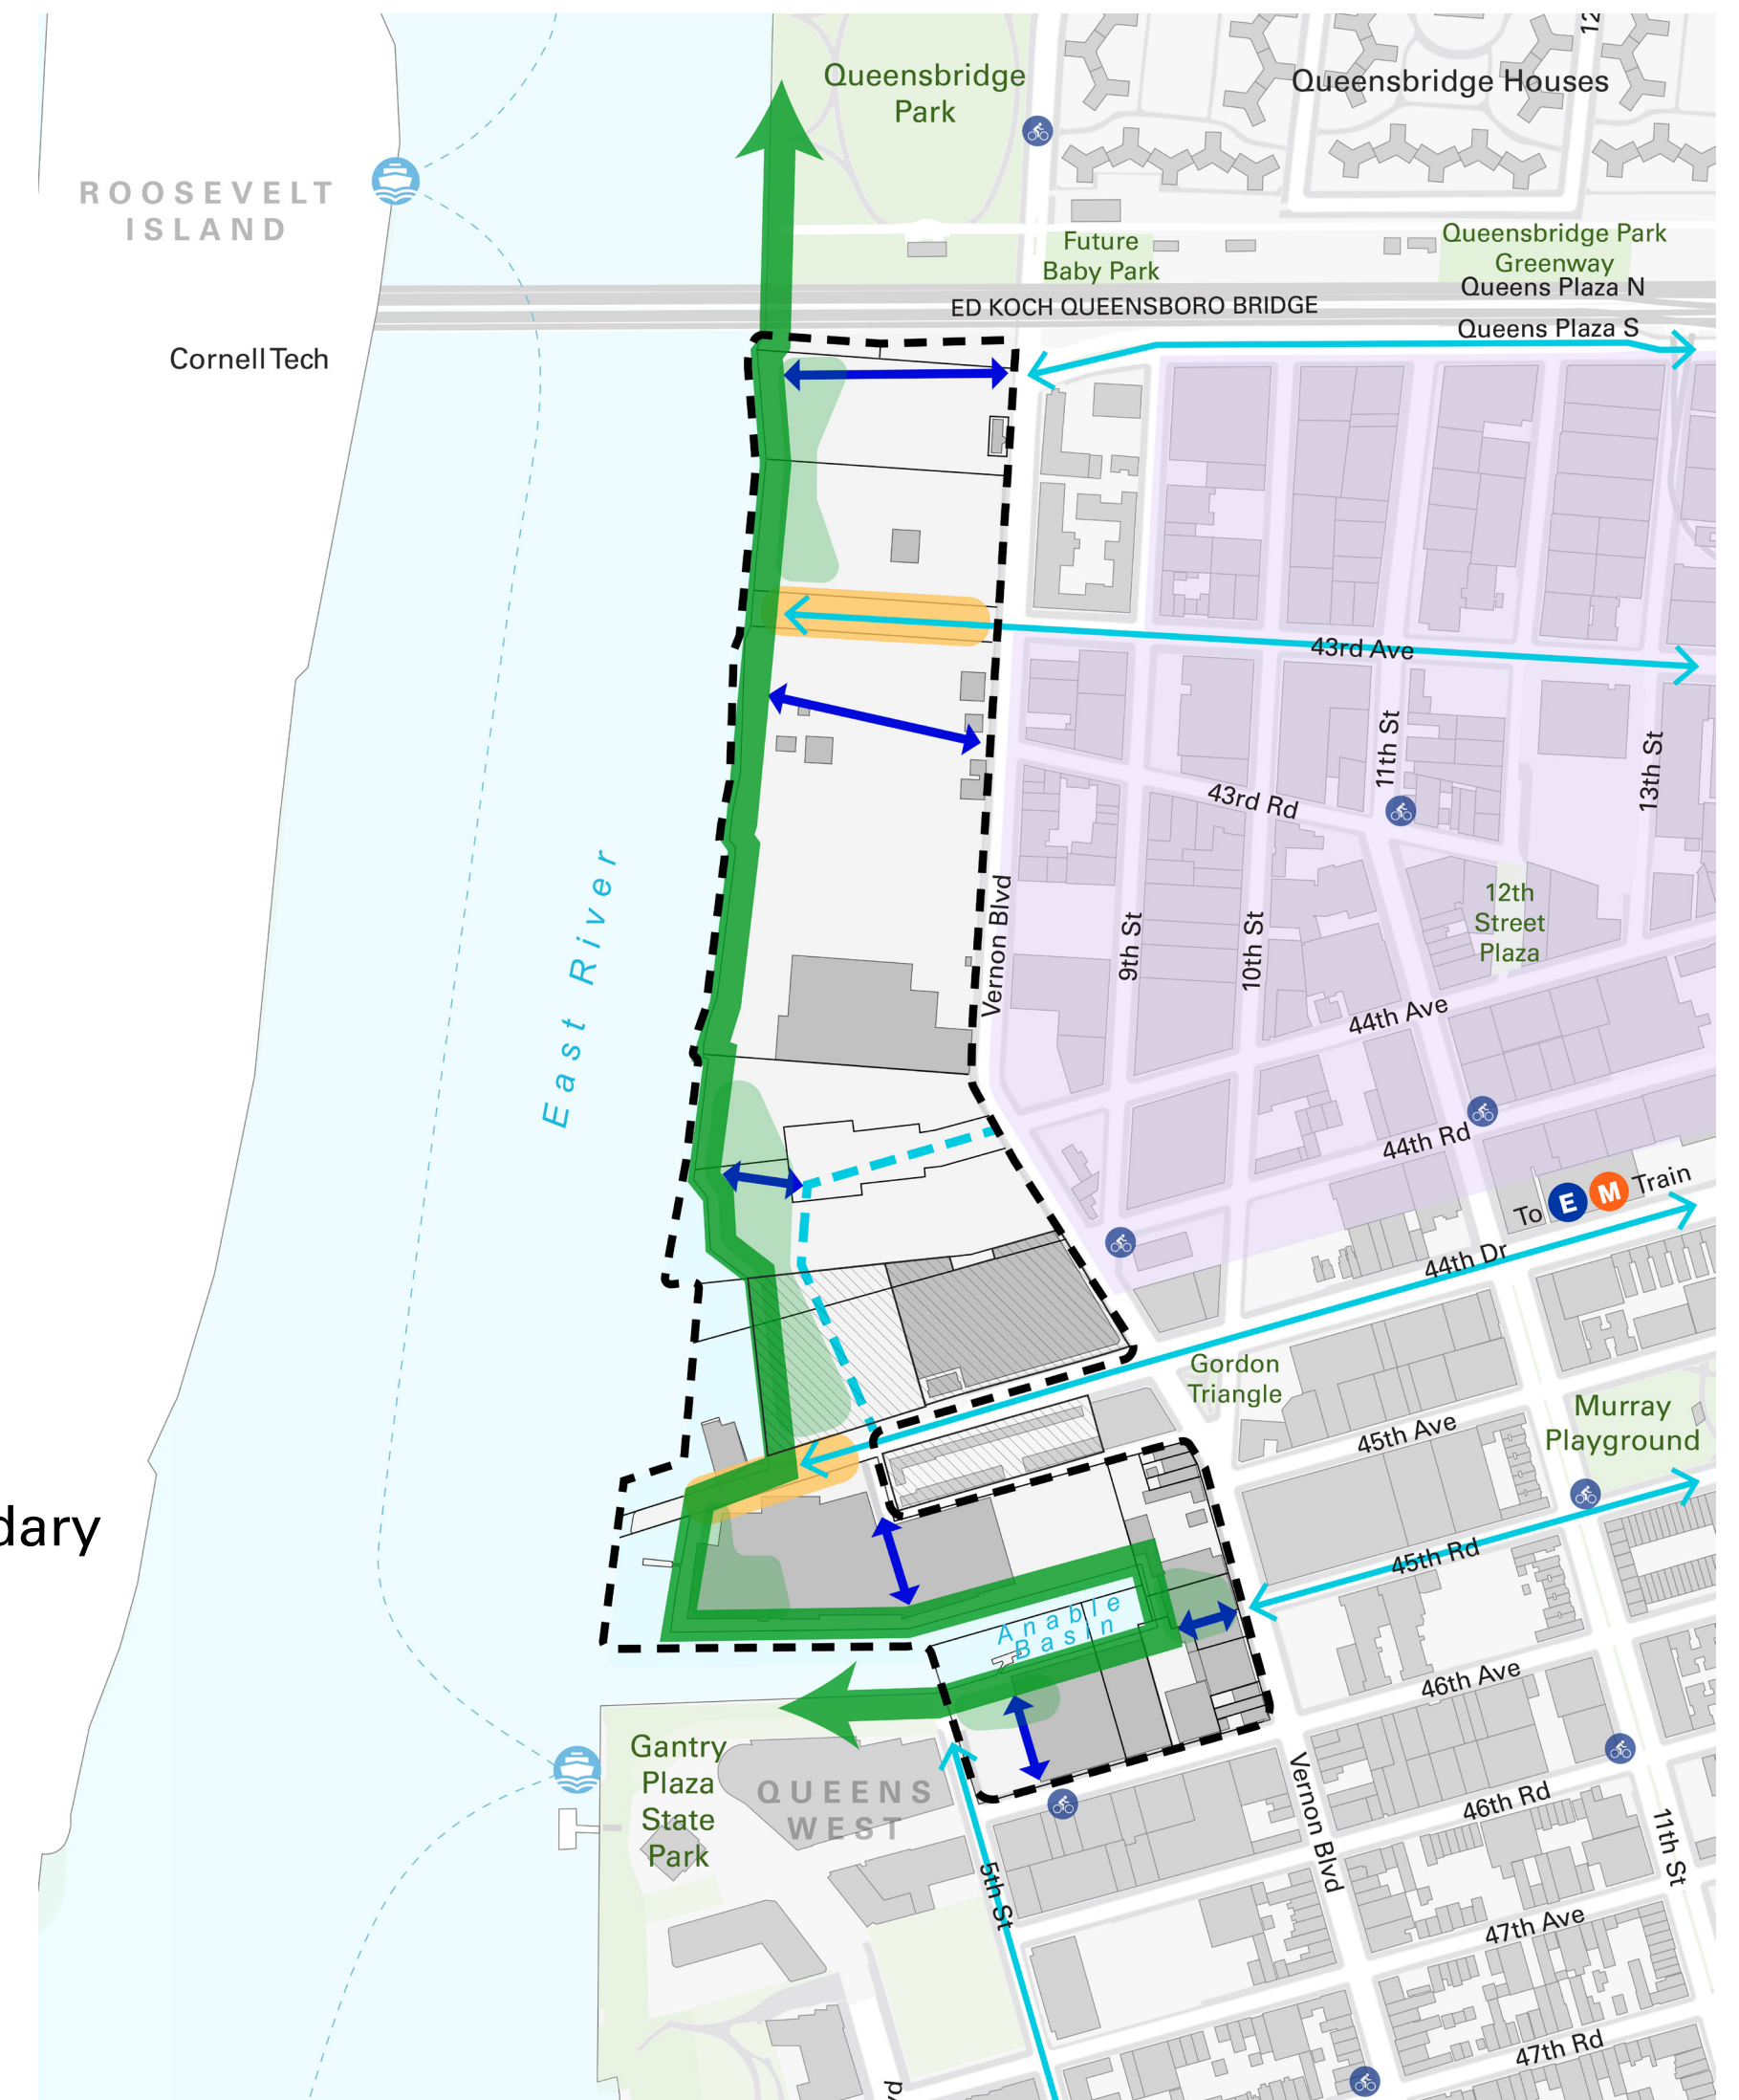 Queensbridge
Park
Queensbridge Houses
12
ROOSEVELT
ISLAND
Future
Baby Park
Queensbridge Park
Greenway
Queens Plaza N
ED KOCH QUEENSBORO BRIDGE
Queens Plaza S
Cornell Tech
43rd Ave
11th St
13th St
43rd Rd
East River
Vernon Blvd
9th St
10th St
12th
Street
Plaza
44th Ave
44th Rd
To E M Train
44th Dr
Gordon
Triangle
Murray
Playground
45th Ave
dary
45th Rd
Anable
Basin
46th Ave
Gantry
Plaza
State
Park
QUEENS
WEST
Vernon Blvd
46th Rd
11th St
5th St
47th Ave
47th Rd